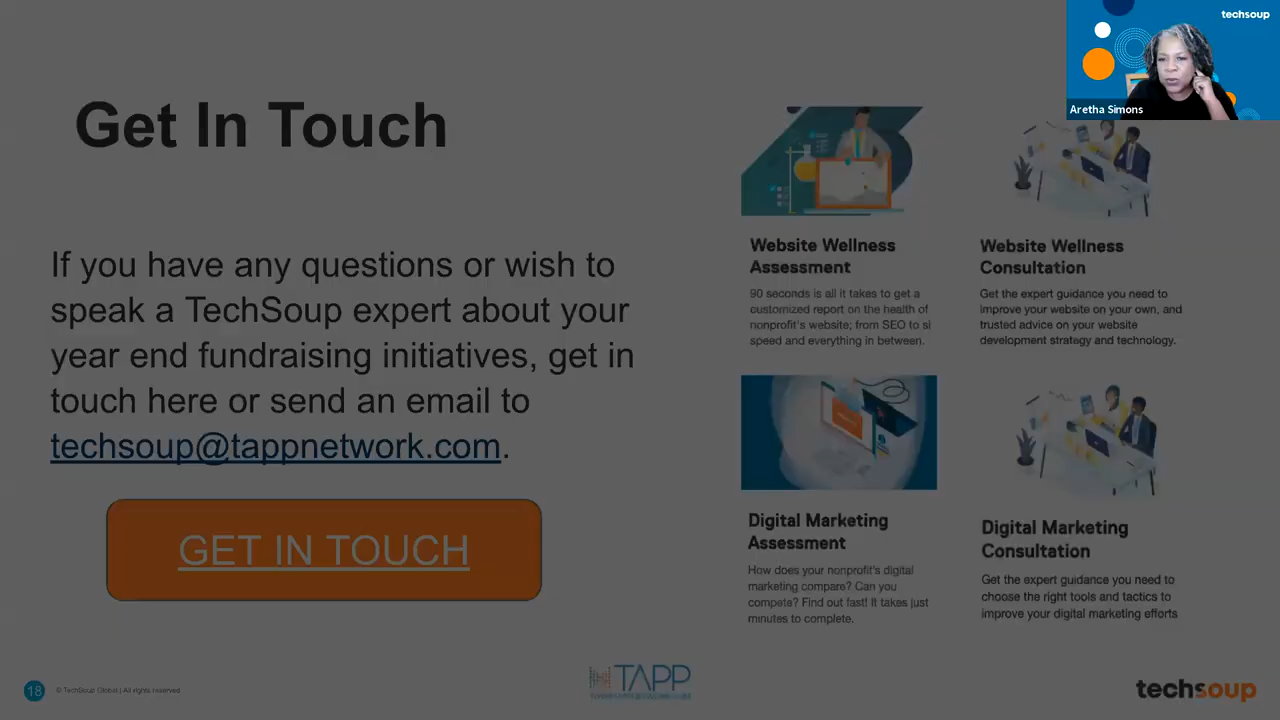 techsoup
Aretha Simons
Get In Touch
If you have any questions or wish to
speak a TechSoup expert about your
year end fundraising initiatives, get in
touch here or send an email to
techsoup@tappnetwork.com.
GET IN TOUCH
Website Wellness
Assessment
90 seconds is all it takes to get a
customized report on the health of
nonprofit's website; from SEO to si
speed and everything in between.
Website Wellness
Consultation
Get the expert guidance you need to
improve your website on your own, and
trusted advice on your website
development strategy and technology.
Digital Marketing
Assessment
How does your nonprofit's digital
marketing compare? Can you
compete? Find out fast! It takes just
minutes to complete.
Digital Marketing
Consultation
Get the expert guidance you need to
choose the right tools and tactics to
improve your digital marketing efforts
18
© TechSoup Global | All rights reserved
TAPP
techsoup